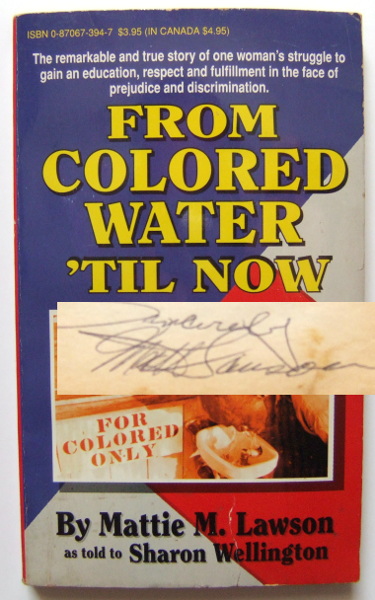 ISBN 0-87067-394-7 $3.95 (IN CANADA $4.95)
The remarkable and true story of one woman's struggle to
gain an education, respect and fulfillment in the face of
prejudice and discrimination.
FROM
COLORED
WATER
'TIL NOW
Sincerely
Mattie Lawson
FOR
COLORED
ONLY
By Mattie M. Lawson
as told to Sharon Wellington